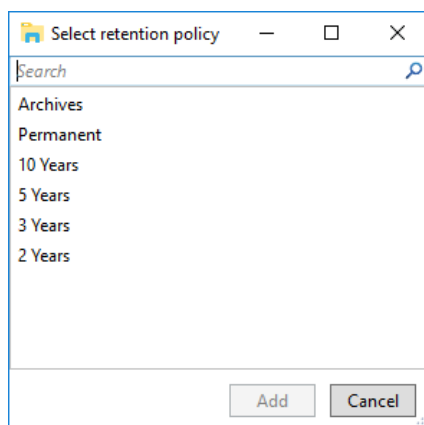 Select retention policy
Search
Archives
Permanent
10 Years
5 Years
3 Years
2 Years
Add Cancel